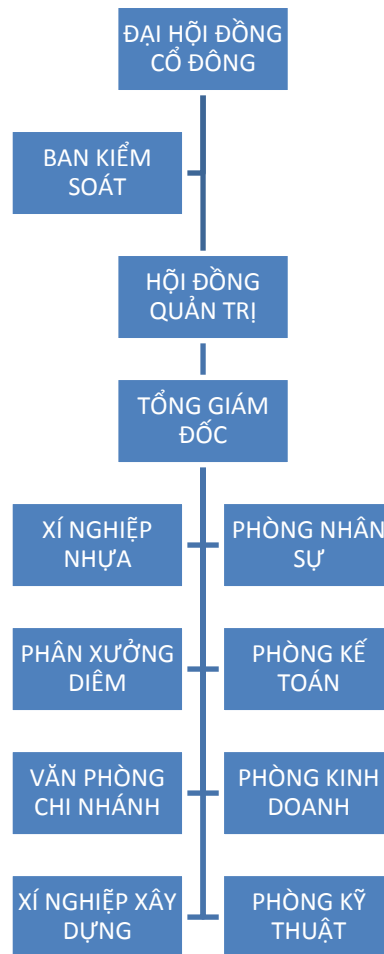 ĐẠI HỘI ĐỒNG
CỔ ĐÔNG
BAN KIỂM
SOÁT
HỘI ĐỒNG
QUẢN TRỊ
TỔNG GIÁM
ĐỐC
XÍ NGHIỆP
NHỰA
PHÒNG NHÂN
SỰ
PHÂN XƯỞNG
DIÊM
PHÒNG KẾ
TOÁN
VĂN PHÒNG
CHI NHÁNH
PHÒNG KINH
DOANH
XÍ NGHIỆP XÂY
DỰNG
PHÒNG KỸ
THUẬT